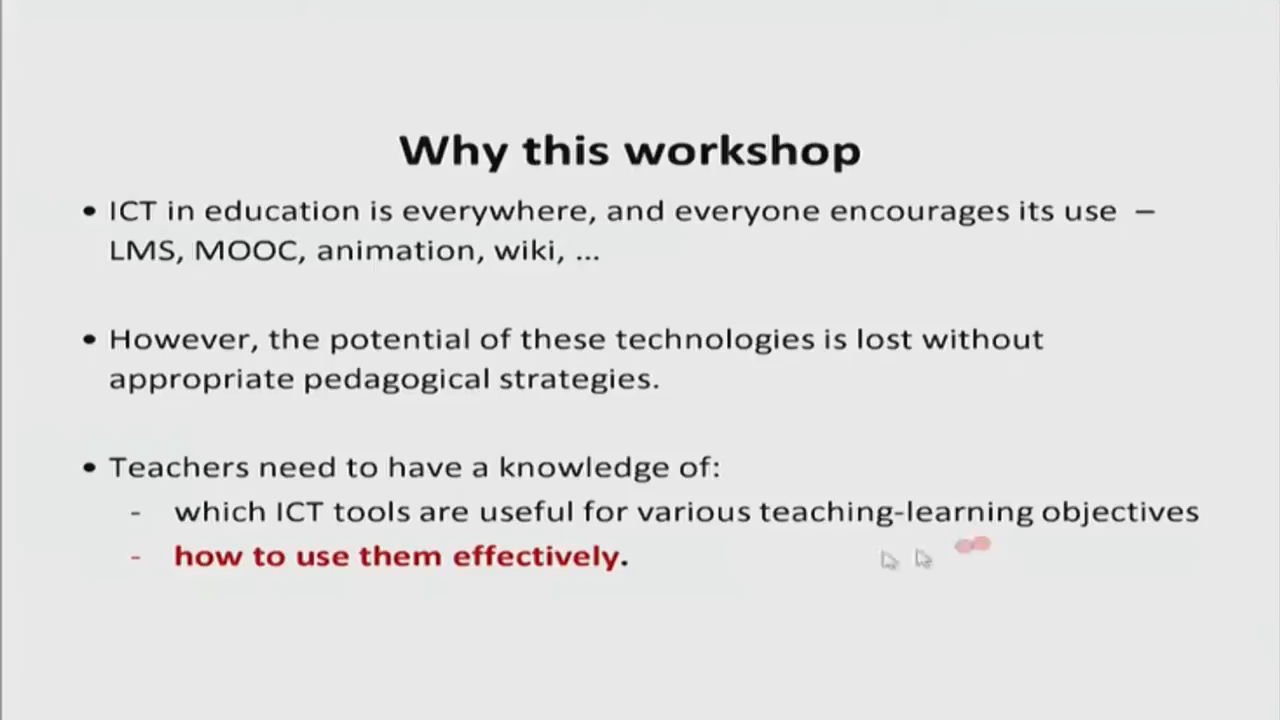 Why this workshop
• ICT in education is everywhere, and everyone encourages its use –
LMS, MOOC, animation, wiki, ...
• However, the potential of these technologies is lost without
appropriate pedagogical strategies.
• Teachers need to have a knowledge of:
- which ICT tools are useful for various teaching-learning objectives
- how to use them effectively.